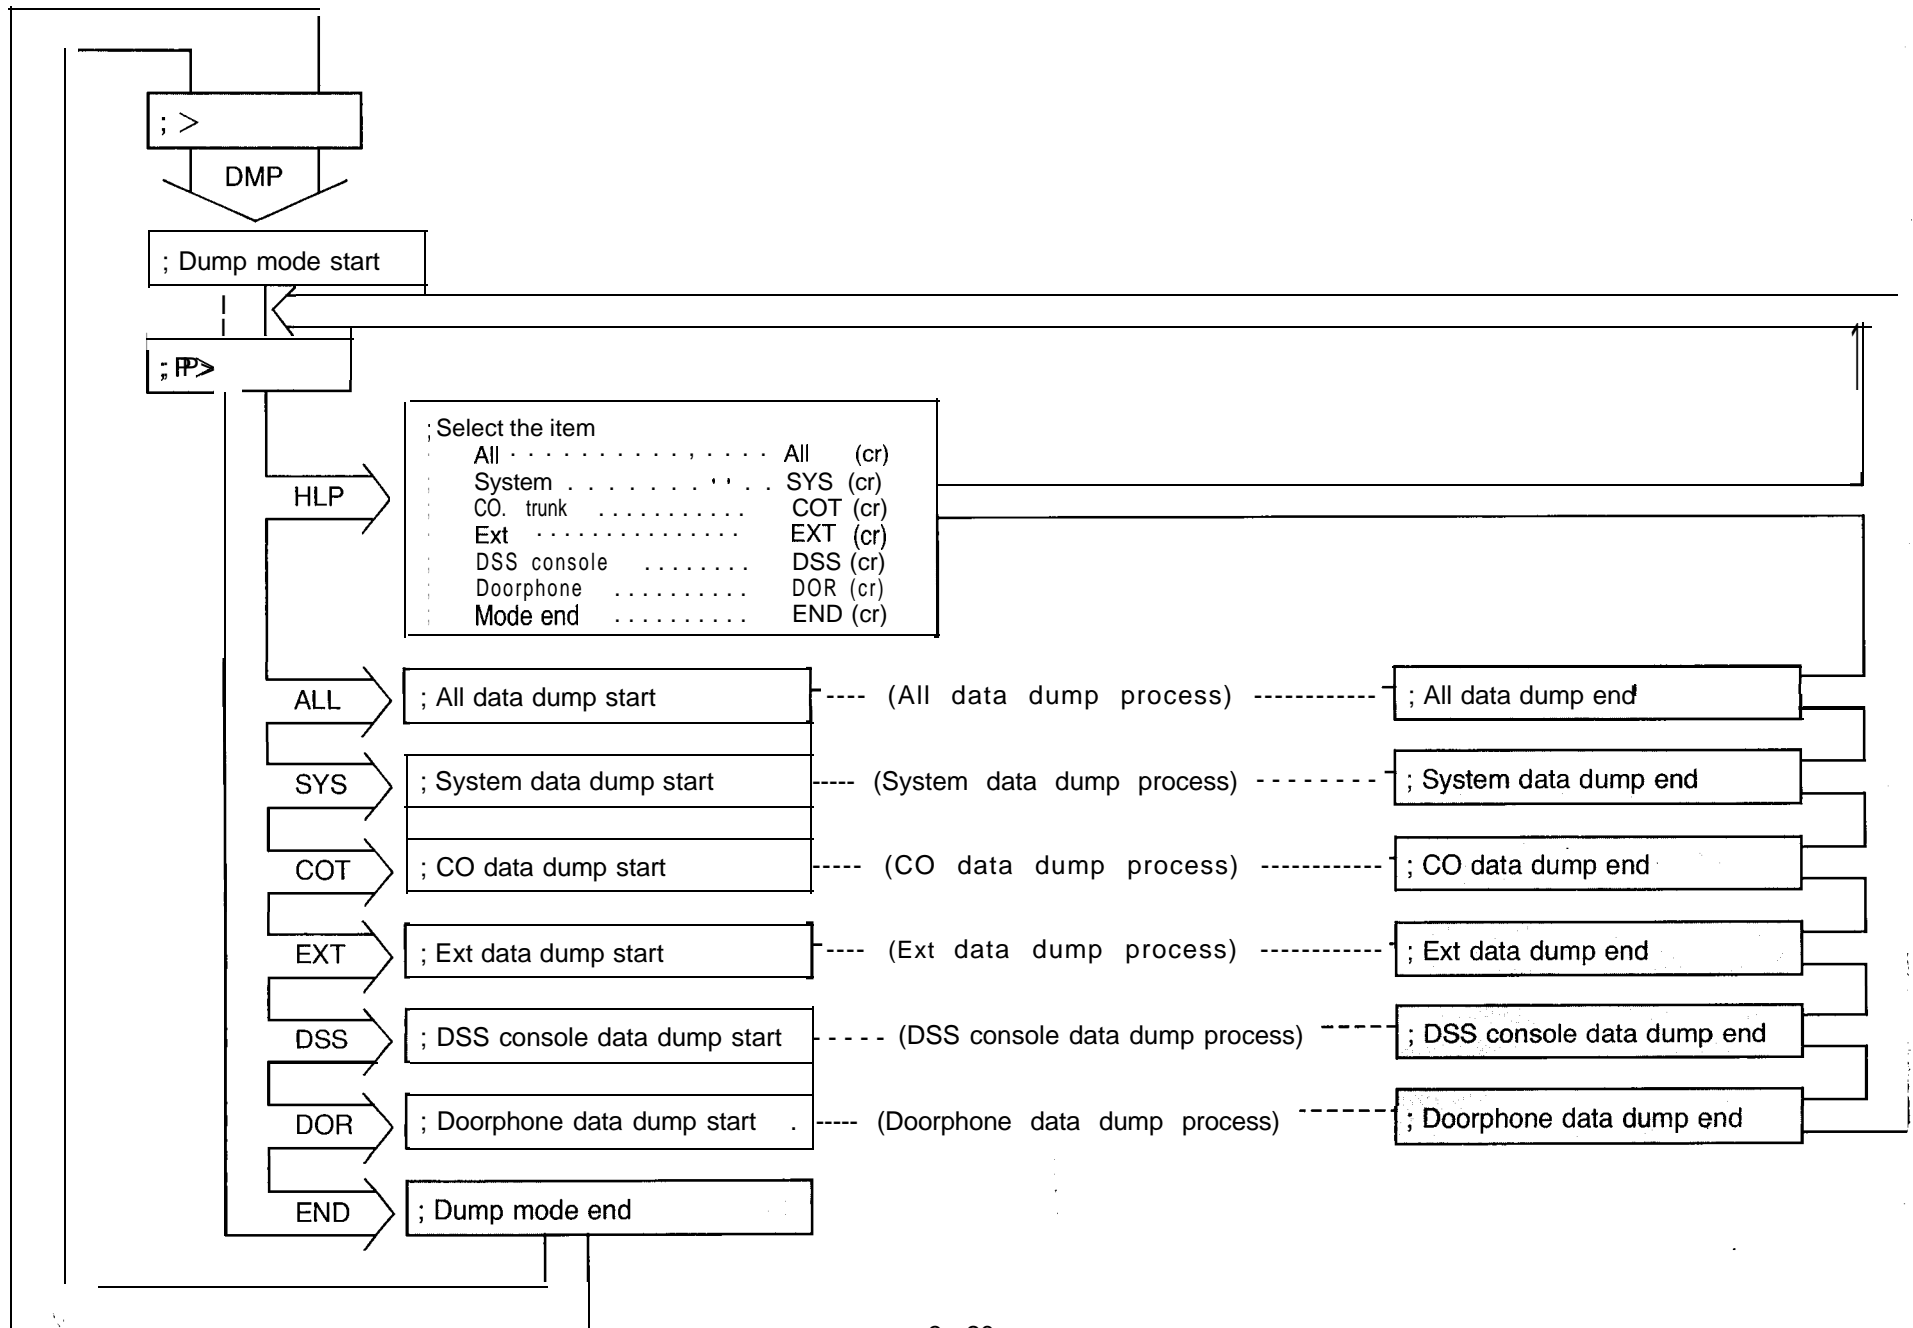 ; >
DMP
; Dump mode start
; P>
; Select the item
All . . . . . . . . . . , . . . . All (cr)
System . . . . . . . ' ' . . SYS (cr)
CO. trunk . . . . . . . . . . . COT (cr)
Ext . . . . . . . . . . . . . . . EXT (cr)
DSS console . . . . . . . . DSS (cr)
Doorphone . . . . . . . . . . DOR (cr)
Mode end . . . . . . . . . . END (cr)
HLP
ALL ; All data dump start ---- (All data dump process) ------------ ; All data dump end
SYS ; System data dump start ----- (System data dump process) -------- ; System data dump end
COT ; CO data dump start ----- (CO data dump process) ----------- ; CO data dump end
EXT ; Ext data dump start ---- (Ext data dump process) ----------- ; Ext data dump end
DSS ; DSS console data dump start ----- (DSS console data dump process) ----- ; DSS console data dump end
DOR ; Doorphone data dump start . ----- (Doorphone data dump process) ------- ; Doorphone data dump end
END ; Dump mode end